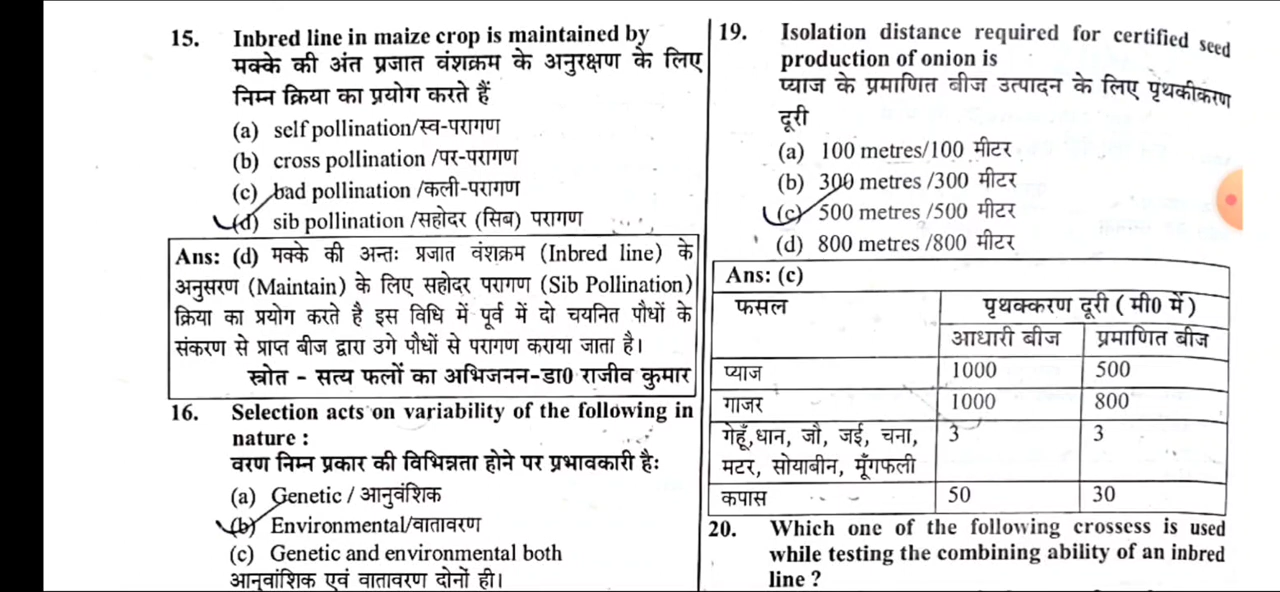 15. Inbred line in maize crop is maintained by
मक्के की अंत प्रजात वंशक्रम के अनुरक्षण के लिए
निम्न क्रिया का प्रयोग करते हैं
(a) self pollination/स्व-परागण
(b) cross pollination /पर-परागण
(c) bad pollination /कली-परागण
(d) sib pollination /सहोदर (सिब) परागण
Ans: (d) मक्के की अन्तः प्रजात वंशक्रम (Inbred line) के
अनुसरण (Maintain) के लिए सहोदर परागण (Sib Pollination)
क्रिया का प्रयोग करते है इस विधि में पूर्व में दो चयनित पौधों के
संकरण से प्राप्त बीज द्वारा उगे पौधों से परागण कराया जाता है।
स्त्रोत - सत्य फलों का अभिजनन-डा0 राजीव कुमार
16. Selection acts on variability of the following in
nature :
वरण निम्न प्रकार की विभिन्नता होने पर प्रभावकारी है:
(a) Genetic / आनुवंशिक
(b) Environmental/वातावरण
(c) Genetic and environmental both
आनुवांशिक एवं वातावरण दोनों ही।
19. Isolation distance required for certified seed
production of onion is
प्याज के प्रमाणित बीज उत्पादन के लिए पृथकीकरण
दूरी
(a) 100 metres/100 मीटर
(b) 300 metres /300 मीटर
(c) 500 metres /500 मीटर
(d) 800 metres /800 मीटर
Ans: (c)
फसल पृथक्करण दूरी ( मी0 में )
आधारी बीज प्रमाणित बीज
प्याज 1000 500
गाजर 1000 800
गेहूँ,धान, जौ, जई, चना, 3 3
मटर, सोयाबीन, मूँगफली
कपास 50 30
20. Which one of the following crossess is used
while testing the combining ability of an inbred
line ?